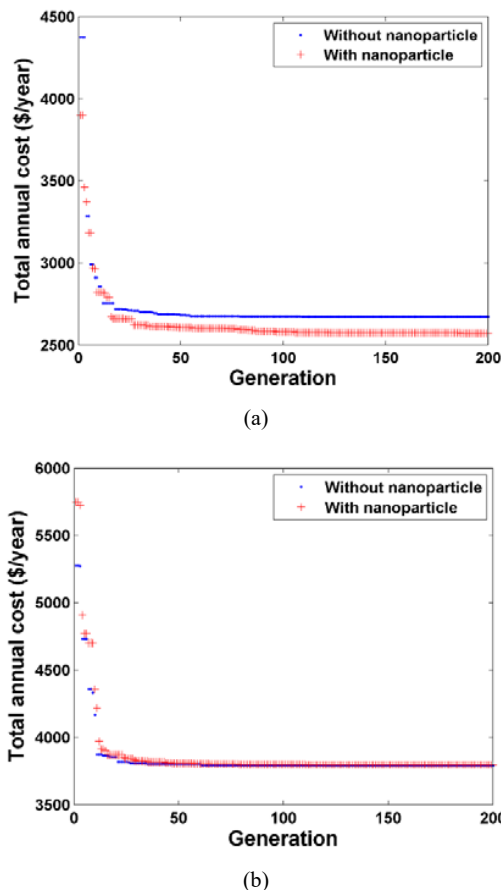 Total annual cost ($/year)
4500
4000
3500
3000
2500
Without nanoparticle
With nanoparticle
0
50
100
150
200
Generation
(a)
Total annual cost ($/year)
6000
5500
5000
4500
4000
3500
Without nanoparticle
With nanoparticle
0
50
100
150
200
Generation
(b)